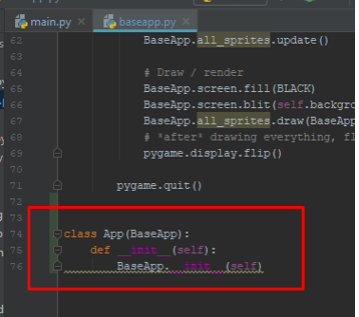 main.py baseapp.py
62 BaseApp.all_sprites.update()
63
64 # Draw / render
65 BaseApp.screen.fill(BLACK)
66 BaseApp.screen.blit(self.backgro
67 BaseApp.all_sprites.draw(BaseApp
68 # *after* drawing everything, fl
69 pygame.display.flip()
70
71 pygame.quit()
72
73
74 class App(BaseApp):
75 def __init__(self):
76 BaseApp.__init__(self)